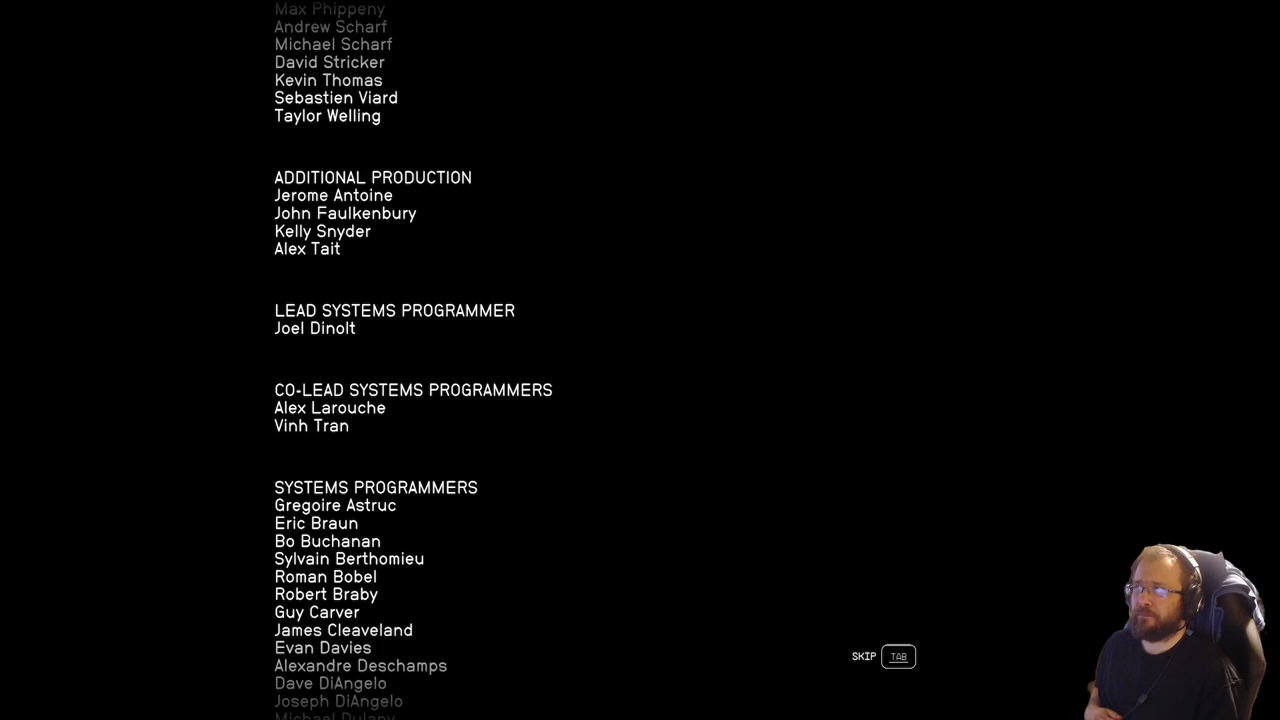 Max Phippeny
Andrew Scharf
Michael Scharf
David Stricker
Kevin Thomas
Sebastien Viard
Taylor Welling
ADDITIONAL PRODUCTION
Jerome Antoine
John Faulkenbury
Kelly Snyder
Alex Tait
LEAD SYSTEMS PROGRAMMER
Joel Dinolt
CO-LEAD SYSTEMS PROGRAMMERS
Alex Larouche
Vinh Tran
SYSTEMS PROGRAMMERS
Gregoire Astruc
Eric Braun
Bo Buchanan
Sylvain Berthomieu
Roman Bobel
Robert Braby
Guy Carver
James Cleaveland
Evan Davies
Alexandre Deschamps
Dave DiAngelo
Joseph DiAngelo
Michael Dulany
SKIP TAB